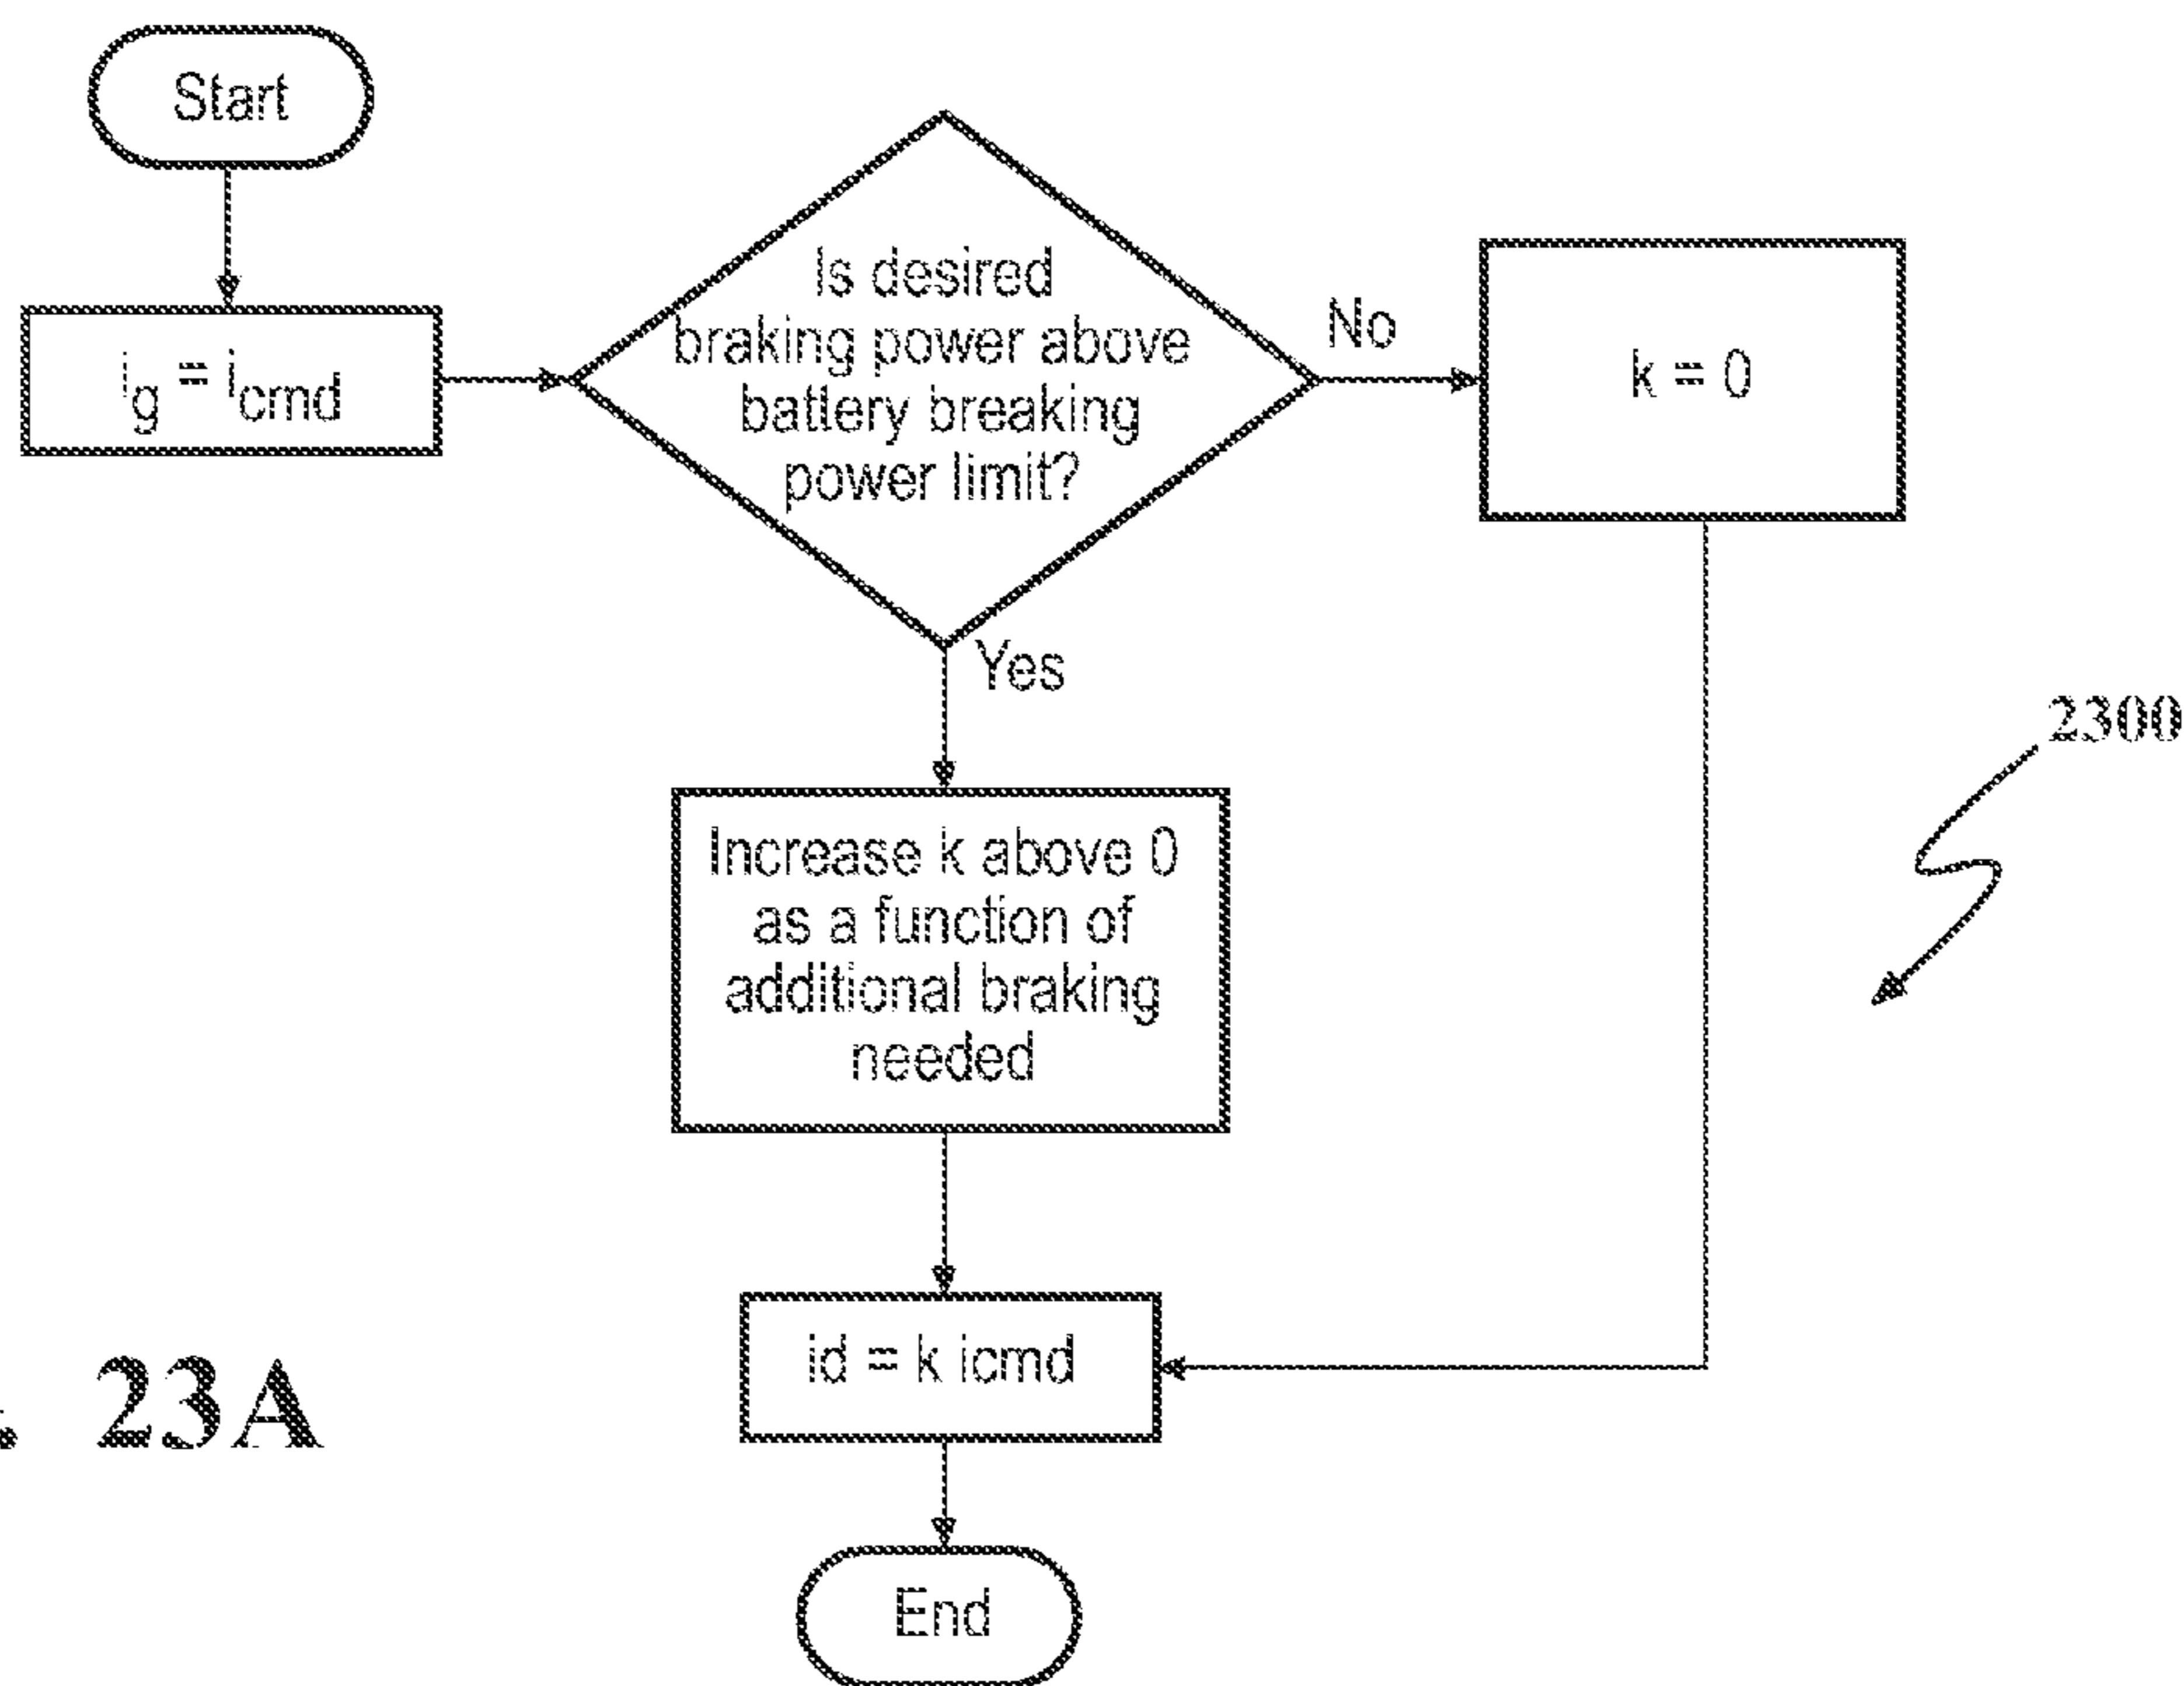 Start
ig = icmd
Is desired
braking power above
battery breaking
power limit?
No
k = 0
Yes
2300
Increase k above 0
as a function of
additional braking
needed
id = k icmd
23A
End